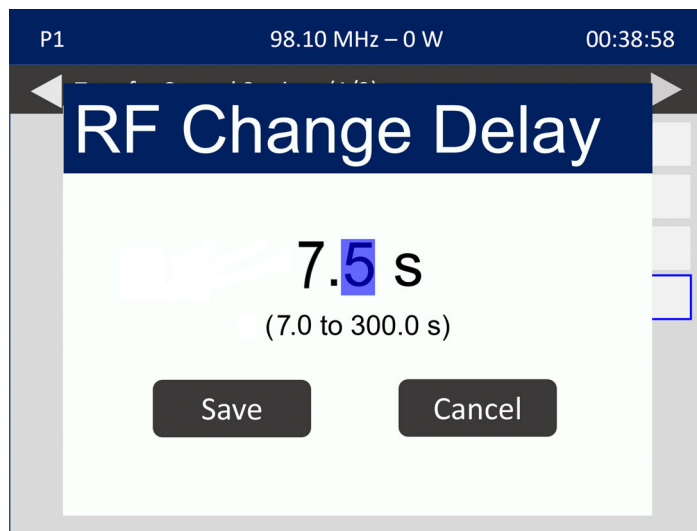 P1 98.10 MHz – 0 W 00:38:58
RF Change Delay
7.5 s
(7.0 to 300.0 s)
Save Cancel